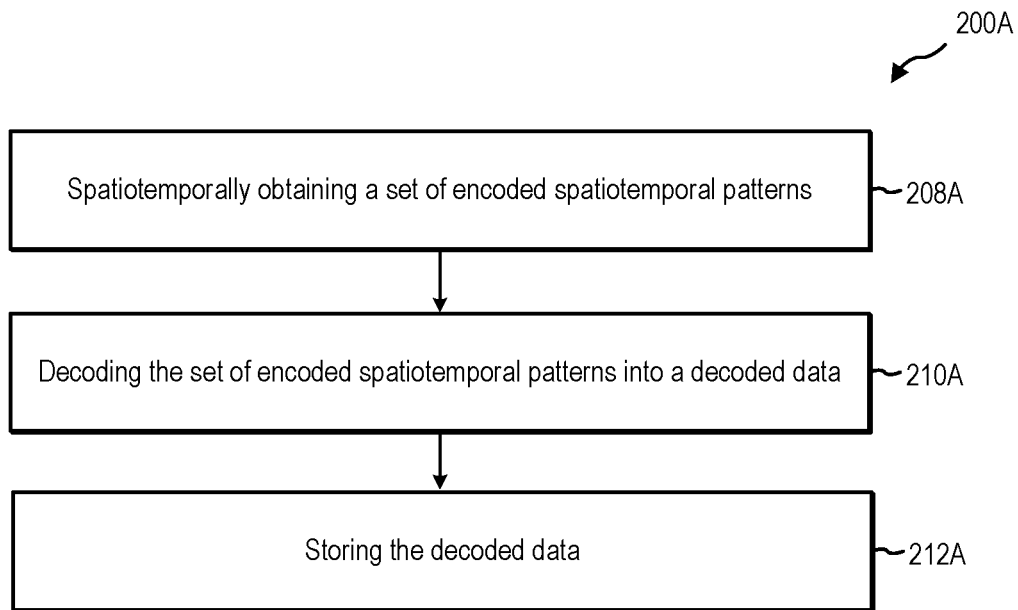 200A
Spatiotemporally obtaining a set of encoded spatiotemporal patterns
208A
Decoding the set of encoded spatiotemporal patterns into a decoded data
210A
Storing the decoded data
212A